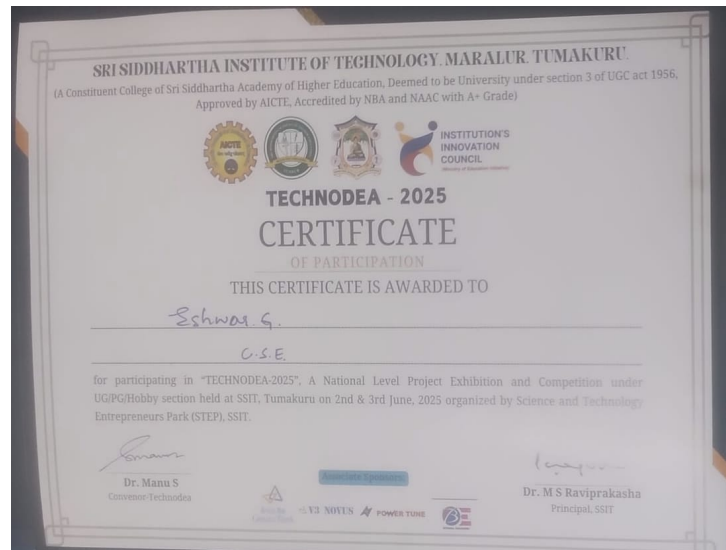 SRI SIDDHARTHA INSTITUTE OF TECHNOLOGY, MARALUR, TUMAKURU.
(A Constituent College of Sri Siddhartha Academy of Higher Education, Deemed to be University under section 3 of UGC act 1956,
Approved by AICTE, Accredited by NBA and NAAC with A+ Grade)
AICTE
INSTITUTION'S
INNOVATION
COUNCIL
TECHNODEA - 2025
CERTIFICATE
OF PARTICIPATION
THIS CERTIFICATE IS AWARDED TO
Eshwar. G.
C.S.E.
for participating in "TECHNODEA-2025", A National Level Project Exhibition and Competition under
UG/PG/Hobby section held at SSIT, Tumakuru on 2nd & 3rd June, 2025 organized by Science and Technology
Entrepreneurs Park (STEP), SSIT.
Dr. Manu S
Convenor-Technodea
Associate Sponsors
V3 NOVUS
POWER TUNE
Dr. M S Raviprakasha
Principal, SSIT